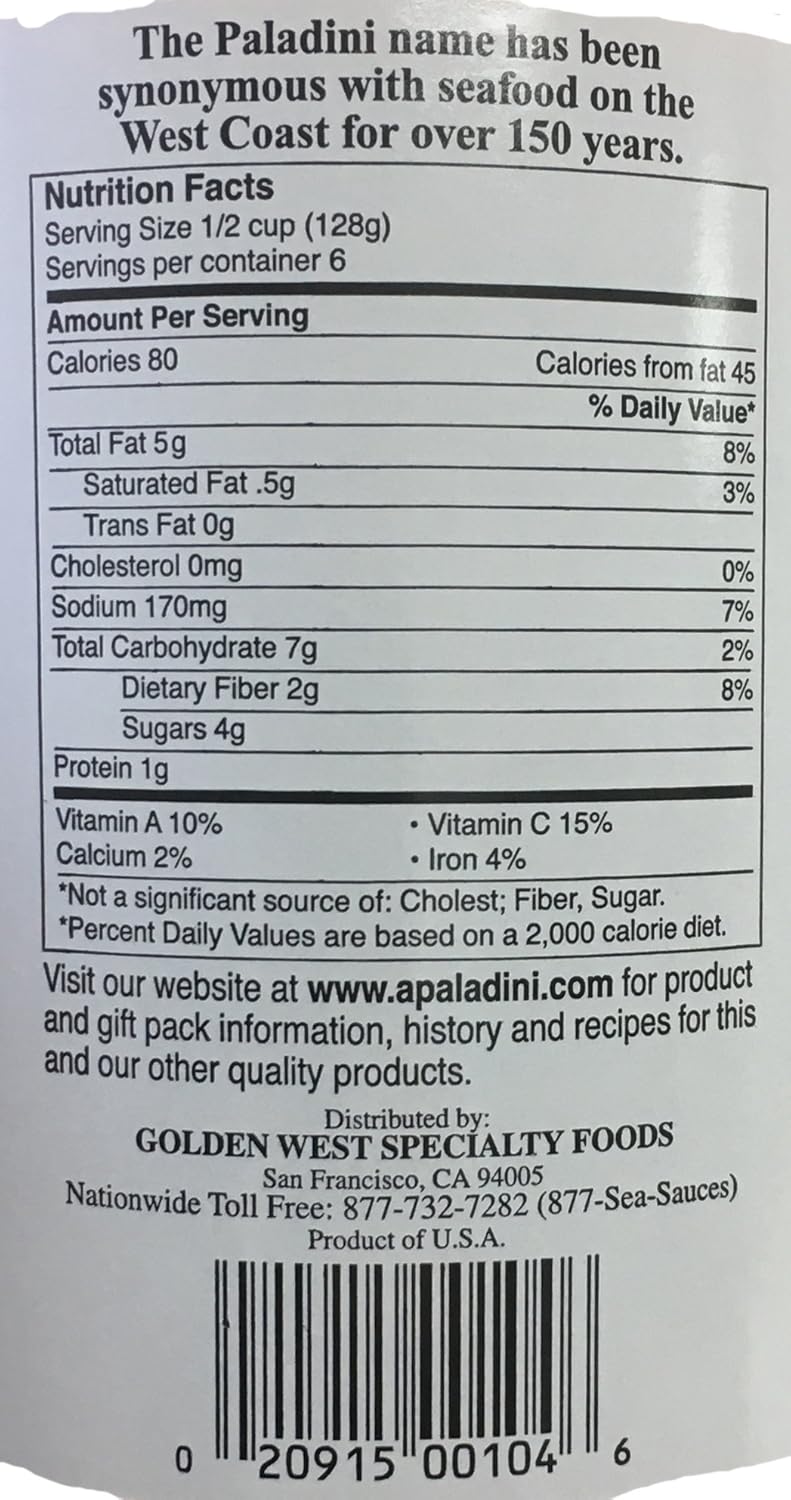 The Paladini name has been
synonymous with seafood on the
West Coast for over 150 years.
Nutrition Facts
Serving Size 1/2 cup (128g)
Servings per container 6
Amount Per Serving
Calories 80 Calories from fat 45
% Daily Value*
Total Fat 5g 8%
Saturated Fat .5g 3%
Trans Fat 0g
Cholesterol 0mg 0%
Sodium 170mg 7%
Total Carbohydrate 7g 2%
Dietary Fiber 2g 8%
Sugars 4g
Protein 1g
Vitamin A 10% • Vitamin C 15%
Calcium 2% • Iron 4%
*Not a significant source of: Cholest; Fiber, Sugar.
*Percent Daily Values are based on a 2,000 calorie diet.
Visit our website at www.apaladini.com for product
and gift pack information, history and recipes for this
and our other quality products.
Distributed by:
GOLDEN WEST SPECIALTY FOODS
San Francisco, CA 94005
Nationwide Toll Free: 877-732-7282 (877-Sea-Sauces)
Product of U.S.A.
0 20915 00104 6